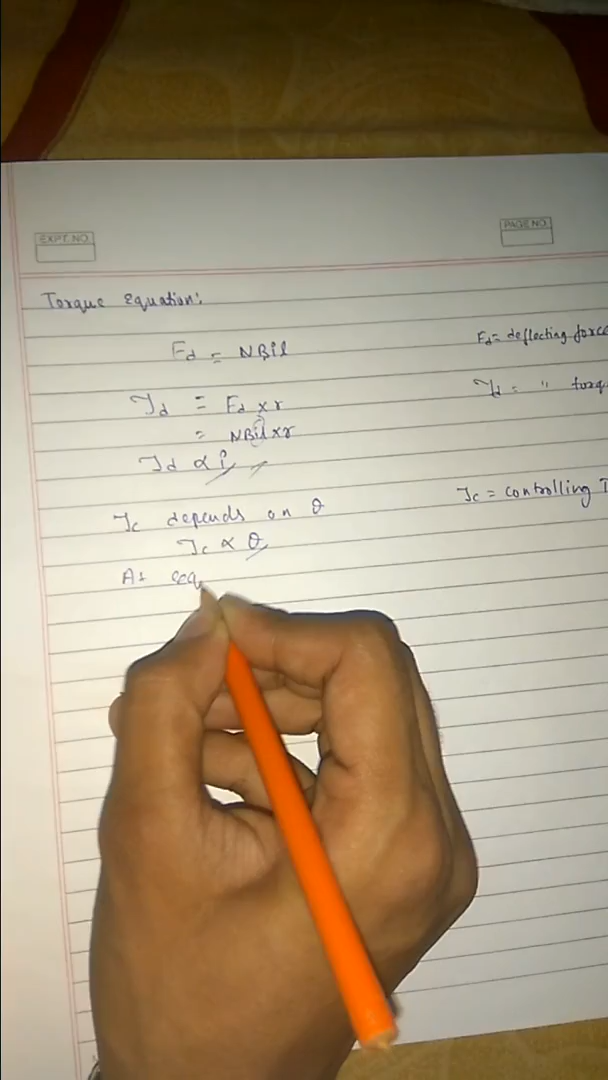 EXPT. NO.
PAGE NO.
Torque Equation:
Fd = NBil
Fd = deflecting force
Td = Fd × r
Td = " torq
= NBil × r
Td ∝ i
Tc depends on θ
Tc = controlling T
Tc ∝ θ
At eq